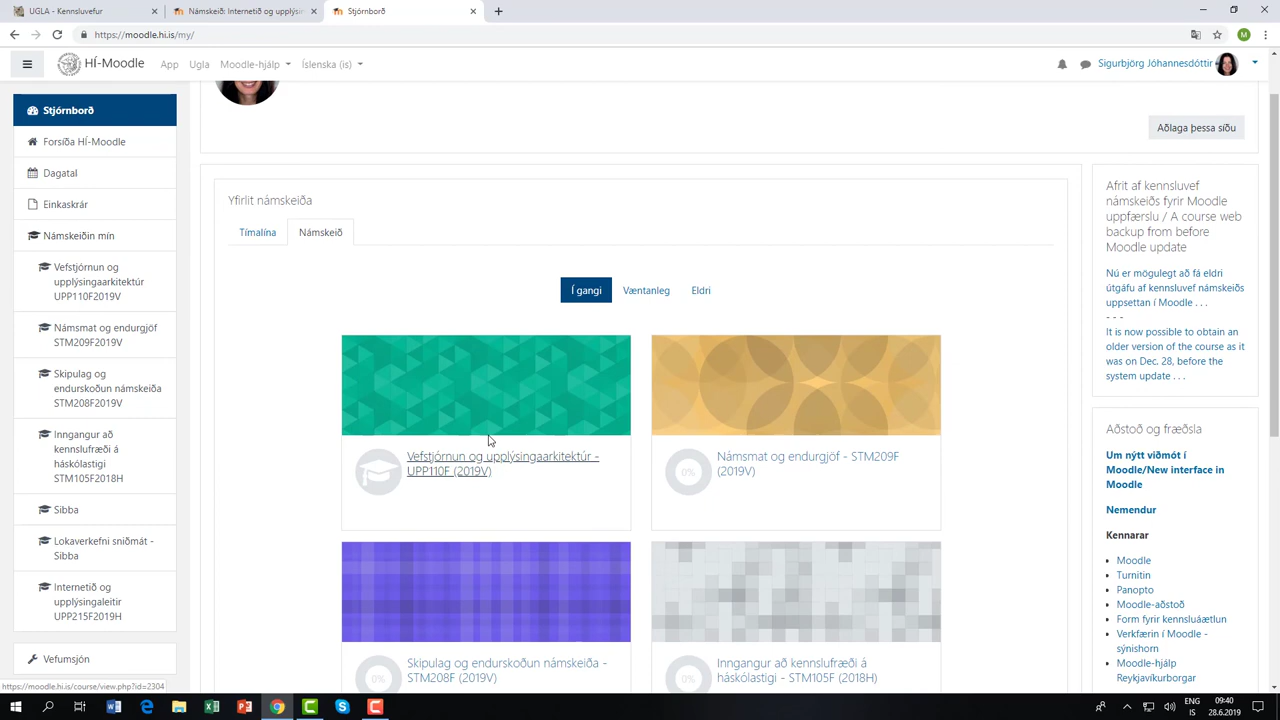 UGLA - Kennsluvefur
Námskeið: Internetið og upplýsin
Stjórnborð
https://moodle.hi.is/my/
HÍ-Moodle
App
Ugla
Moodle-hjálp
Íslenska (is)
Sigurbjörg Jóhannesdóttir
Stjórnborð
Forsíða HÍ-Moodle
Dagatal
Einkaskrár
Námskeiðin mín
Vefstjórnun og
upplýsingaarkitektúr
UPP110F2019V
Námsmat og endurgjöf
STM209F2019V
Skipulag og
endurskoðun námskeiða
STM208F2019V
Inngangur að
kennslufræði á
háskólastigi
STM105F2018H
Sibba
Lokaverkefni sniðmát -
Sibba
Internetið og
upplýsingaleitir
UPP215F2019H
Vefumsjón
Aðlaga þessa síðu
Yfirlit námskeiða
Tímalína
Námskeið
Í gangi
Væntanleg
Eldri
Vefstjórnun og upplýsingaarkitektúr -
UPP110F (2019V)
0%
Námsmat og endurgjöf - STM209F
(2019V)
0%
Skipulag og endurskoðun námskeiða -
STM208F (2019V)
0%
Inngangur að kennslufræði á
háskólastigi - STM105F (2018H)
Afrit af kennsluvef
námskeiðs fyrir Moodle
uppfærslu / A course web
backup from before
Moodle update
Nú er mögulegt að fá eldri
útgáfu af kennsluvef námskeiðs
uppsettan í Moodle . . .
- - -
It is now possible to obtain an
older version of the course as it
was on Dec. 28, before the
system update . . .
Aðstoð og fræðsla
Um nýtt viðmót í
Moodle/New interface in
Moodle
Nemendur
Kennarar
Moodle
Turnitin
Panopto
Moodle-aðstoð
Form fyrir kennsluáætlun
Verkfærin í Moodle -
sýnishorn
Moodle-hjálp
Reykjavíkurborgar
https://moodle.hi.is/course/view.php?id=2304
ENG
IS
09:40
28.6.2019